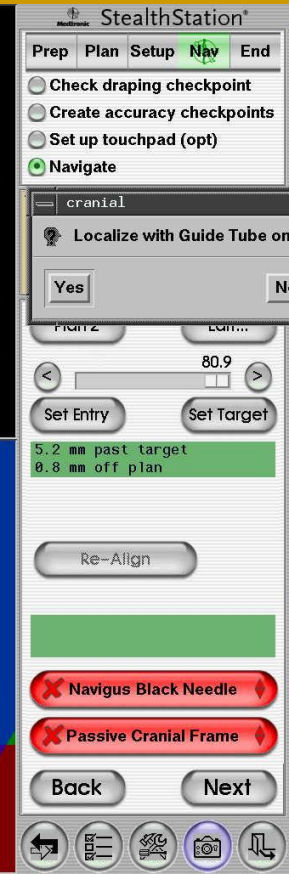 Medtronic StealthStation®
Prep Plan Setup Nav End
Check draping checkpoint
Create accuracy checkpoints
Set up touchpad (opt)
Navigate
cranial
Localize with Guide Tube on
Yes
Plan 2
80.9
< >
Set Entry Set Target
5.2 mm past target
0.8 mm off plan
Re-Align
Navigus Black Needle
Passive Cranial Frame
Back Next